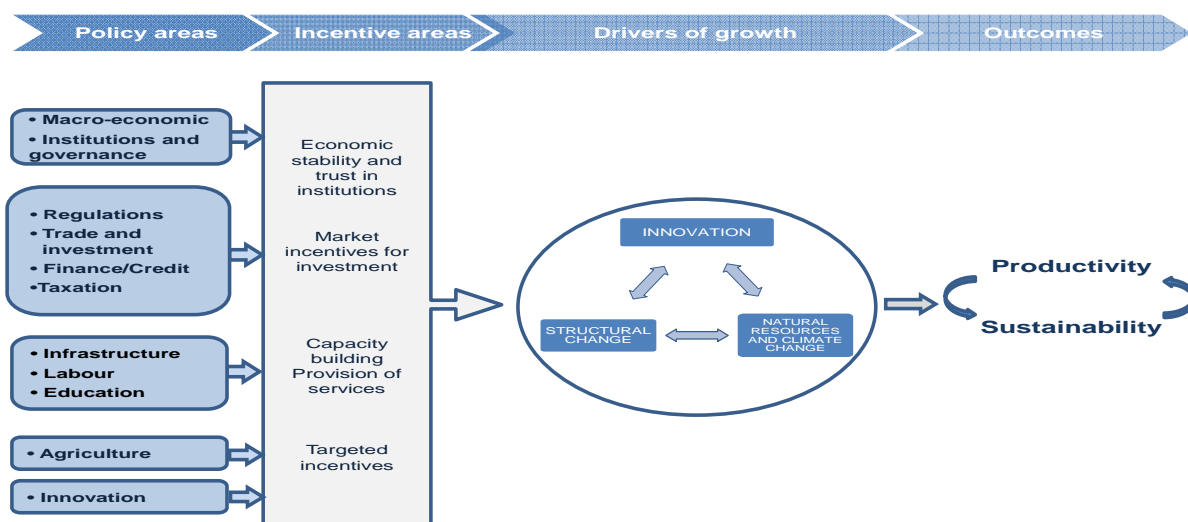 Policy areas
Incentive areas
Drivers of growth
Outcomes
• Macro-economic
• Institutions and
governance
• Regulations
• Trade and
investment
• Finance/Credit
•Taxation
• Infrastructure
• Labour
• Education
• Agriculture
• Innovation
Economic
stability and
trust in
institutions
Market
incentives for
investment
Capacity
building
Provision of
services
Targeted
incentives
INNOVATION
STRUCTURAL
CHANGE
NATURAL
RESOURCES
AND CLIMATE
CHANGE
Productivity
Sustainability